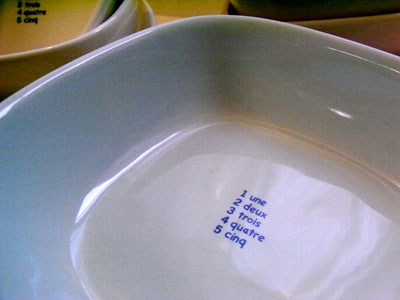 3 trois
4 quatre
5 cinq
1 une
2 deux
3 trois
4 quatre
5 cinq